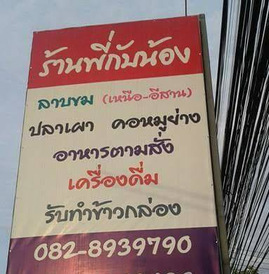 ร้านพี่กับน้อง
ลาบขม (เหนือ-อีสาน)
ปลาเผา คอหมูย่าง
อาหารตามสั่ง
เครื่องดื่ม
รับทำข้าวกล่อง
082-8939790